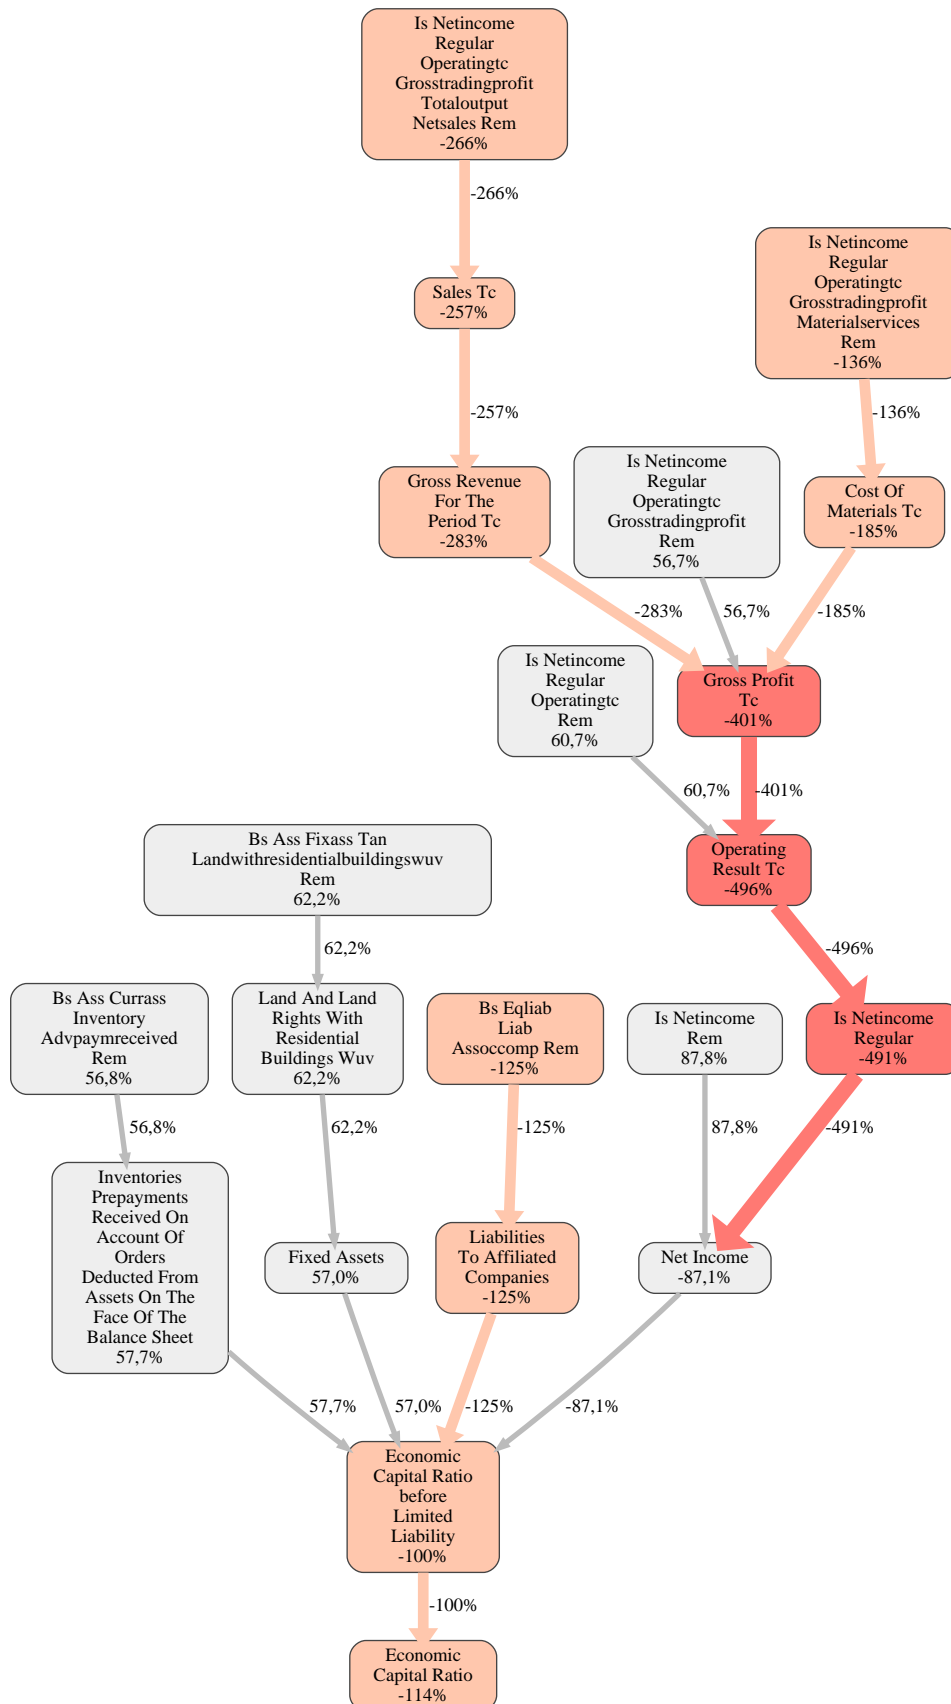 Is Netincome
Regular
Operatingtc
Grosstradingprofit
Totaloutput
Netsales Rem
-266%
-266%
Is Netincome
Regular
Operatingtc
Grosstradingprofit
Materialservices
Rem
-136%
Sales Tc
-257%
-257%
-136%
Gross Revenue
For The
Period Tc
-283%
Is Netincome
Regular
Operatingtc
Grosstradingprofit
Rem
56,7%
Cost Of
Materials Tc
-185%
-283%
56,7%
-185%
Is Netincome
Regular
Operatingtc
Rem
60,7%
Gross Profit
Tc
-401%
60,7%
-401%
Bs Ass Fixass Tan
Landwithresidentialbuildingswuv
Rem
62,2%
Operating
Result Tc
-496%
62,2%
-496%
Bs Ass Currass
Inventory
Advpaymreceived
Rem
56,8%
Land And Land
Rights With
Residential
Buildings Wuv
62,2%
Bs Eqliab
Liab
Assoccomp Rem
-125%
Is Netincome
Rem
87,8%
Is Netincome
Regular
-491%
56,8%
62,2%
-125%
87,8%
-491%
Inventories
Prepayments
Received On
Account Of
Orders
Deducted From
Assets On The
Face Of The
Balance Sheet
57,7%
Fixed Assets
57,0%
Liabilities
To Affiliated
Companies
-125%
Net Income
-87,1%
57,7%
57,0%
-125%
-87,1%
Economic
Capital Ratio
before
Limited
Liability
-100%
-100%
Economic
Capital Ratio
-114%